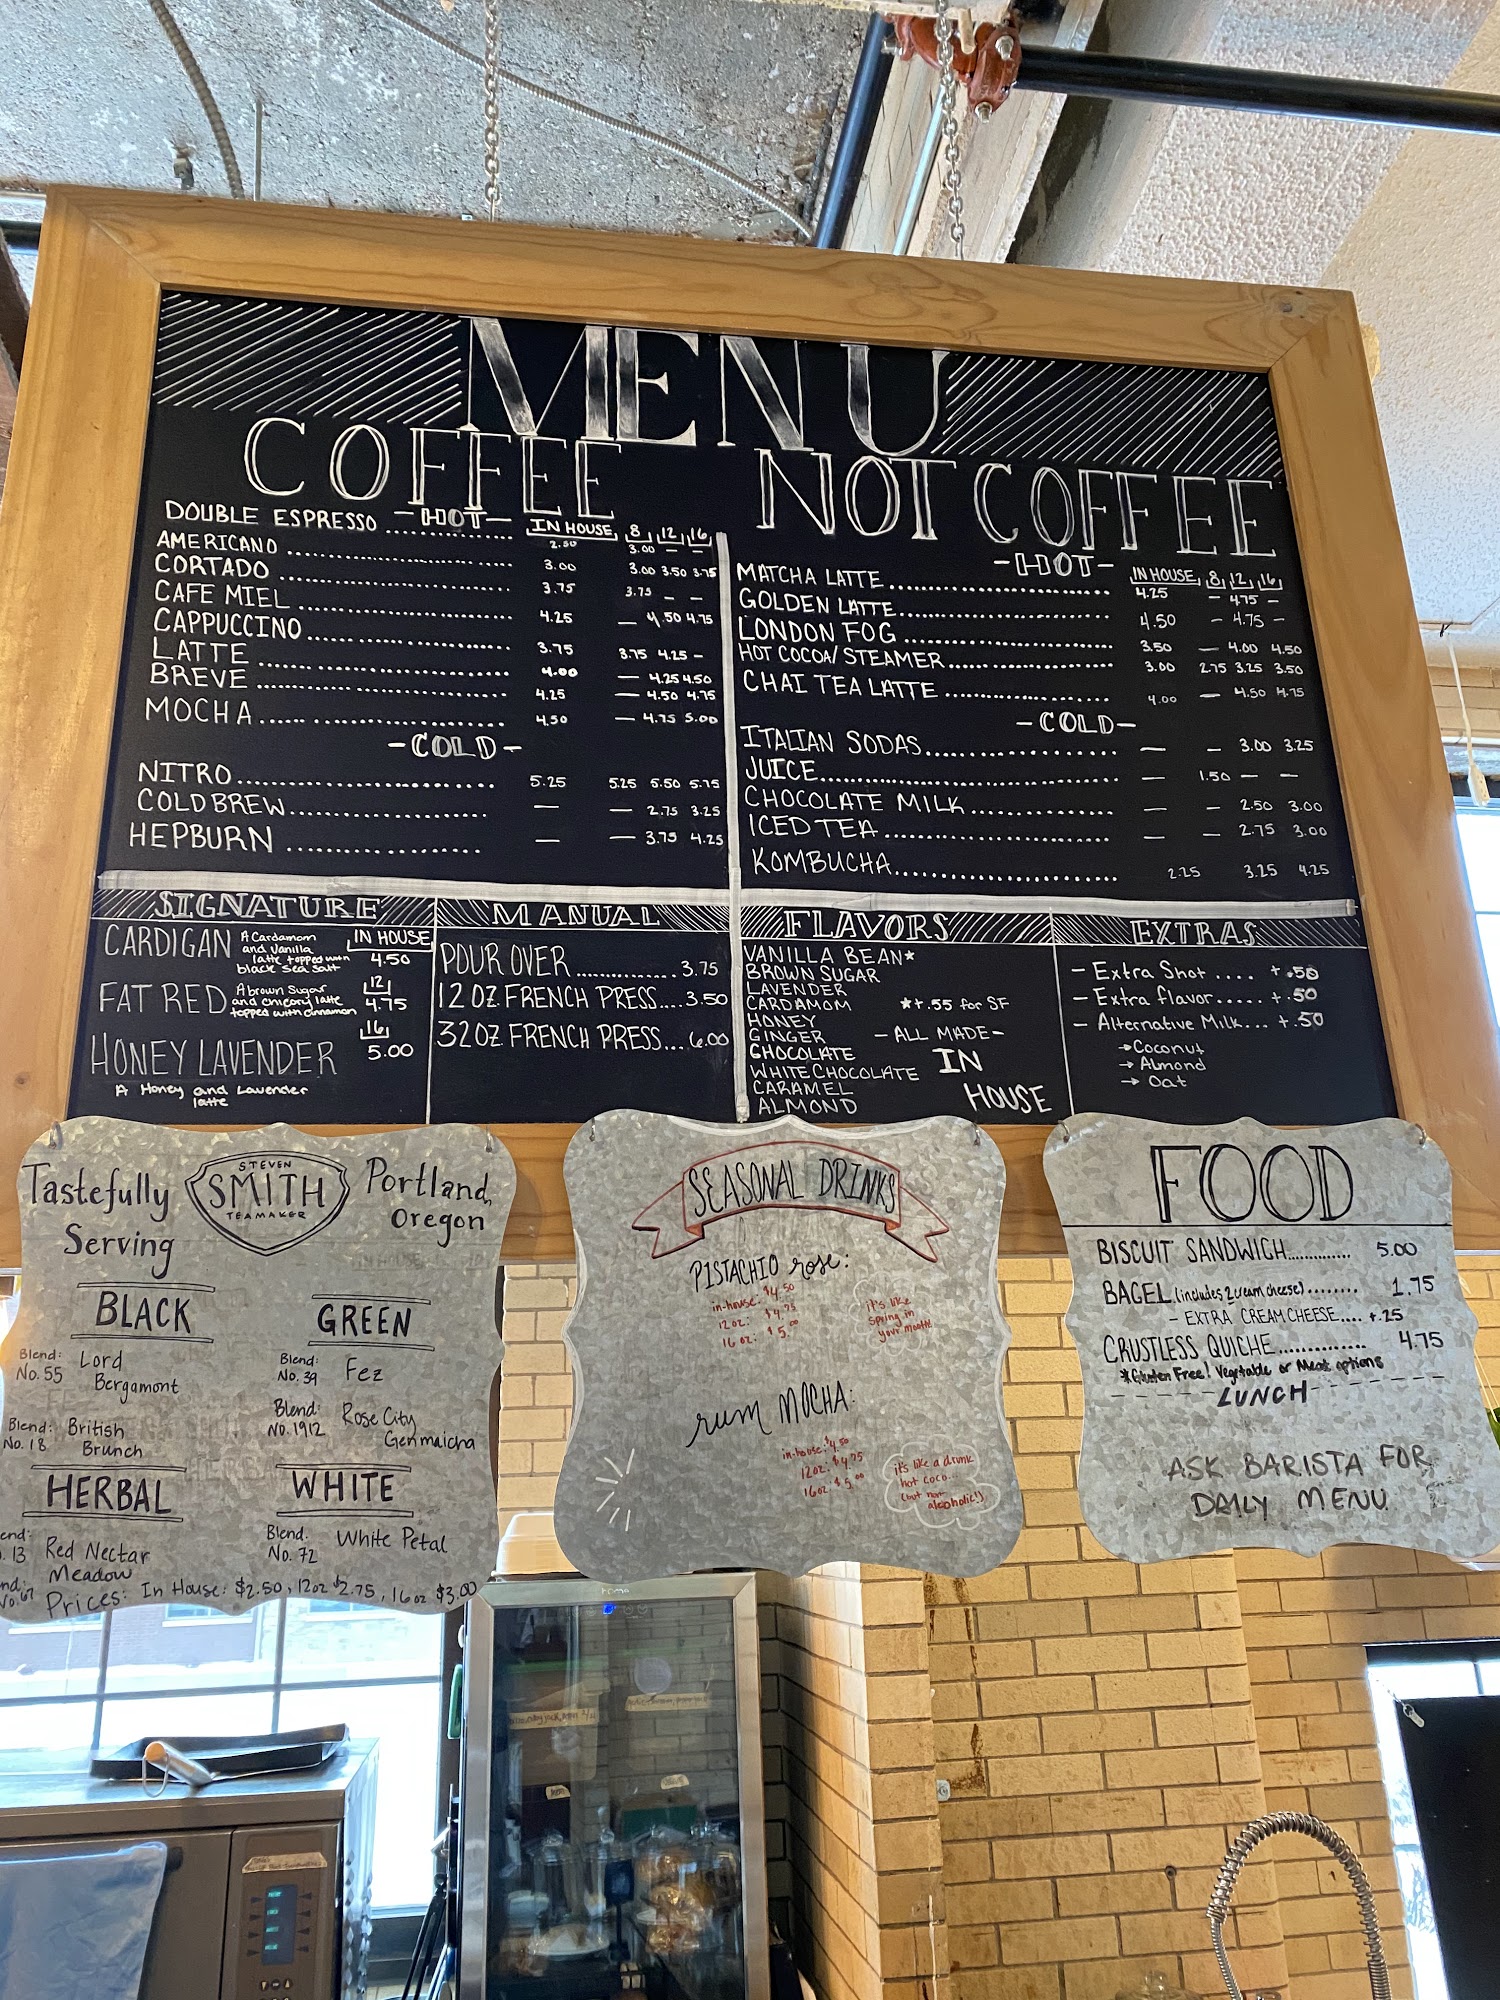 MENU
COFFEE
-HOT-
IN HOUSE 8 12 16
DOUBLE ESPRESSO .............. 2.50 3.00 — —
AMERICANO .............. 3.00 3.00 3.50 3.75
CORTADO .............. 3.75 3.75 — —
CAFE MIEL .............. 4.25 — 4.50 4.75
CAPPUCCINO .............. 3.75 3.75 4.25 -
LATTE .............. 4.00 — 4.25 4.50
BREVE .............. 4.25 — 4.50 4.75
MOCHA .............. 4.50 — 4.75 5.00
-COLD-
NITRO .............. 5.25 5.25 5.50 5.75
COLD BREW .............. — — 2.75 3.25
HEPBURN .............. — — 3.75 4.25
NOT COFFEE
-HOT-
IN HOUSE 8 12 16
MATCHA LATTE .............. 4.25 — 4.75 —
GOLDEN LATTE .............. 4.50 — 4.75 —
LONDON FOG .............. 3.50 — 4.00 4.50
HOT COCOA/STEAMER .............. 3.00 2.75 3.25 3.50
CHAI TEA LATTE .............. 4.00 — 4.50 4.75
-COLD-
ITALIAN SODAS .............. — — 3.00 3.25
JUICE .............. — 1.50 — —
CHOCOLATE MILK .............. — — 2.50 3.00
ICED TEA .............. — — 2.75 3.00
KOMBUCHA .............. 2.25 3.25 4.25
SIGNATURE
CARDIGAN A Cardamom
and Vanilla
latte topped with
black sea salt
FAT RED A brown Sugar
and chicory latte
topped with cinnamon
HONEY LAVENDER
A Honey and Lavender
latte
IN HOUSE
4.50
12
4.75
16
5.00
MANUAL
POUR OVER .............. 3.75
12 OZ. FRENCH PRESS.... 3.50
32 OZ FRENCH PRESS... 6.00
FLAVORS
VANILLA BEAN*
BROWN SUGAR
LAVENDER
CARDAMOM
HONEY
GINGER
CHOCOLATE
WHITE CHOCOLATE
CARAMEL
ALMOND
*+.55 for SF
-ALL MADE-
IN
HOUSE
EXTRAS
- Extra Shot .... +.50
- Extra flavor..... +.50
- Alternative Milk... +.50
→Coconut
→ Almond
→ Oat
Tastefully
Serving
STEVEN
SMITH
TEAMAKER
Portland,
Oregon
BLACK
Blend: No. 55 Lord Bergamont
Blend: No. 18 British Brunch
GREEN
Blend: No. 39 Fez
Blend: No. 1912 Rose City Genmaicha
HERBAL
13 Red Nectar
Meadow
WHITE
Blend. No. 72 White Petal
Prices: In House: $2.50, 12oz $2.75, 16oz $3.00
SEASONAL DRINKS
PISTACHIO rose:
in-house: $4.50
12oz: $4.75
16oz: $5.00
it's like
spring in
your mouth!
rum MOCHA:
in-house: $4.50
12oz: $4.75
16oz: $5.00
it's like a drunk
hot coco...
(but non
alcoholic!)
FOOD
BISCUIT SANDWICH............. 5.00
BAGEL (includes 2 cream cheese)........ 1.75
- EXTRA CREAM CHEESE.... +.25
CRUSTLESS QUICHE.............. 4.75
*Gluten Free! Vegetable or Meat options
LUNCH
ASK BARISTA FOR
DAILY MENU